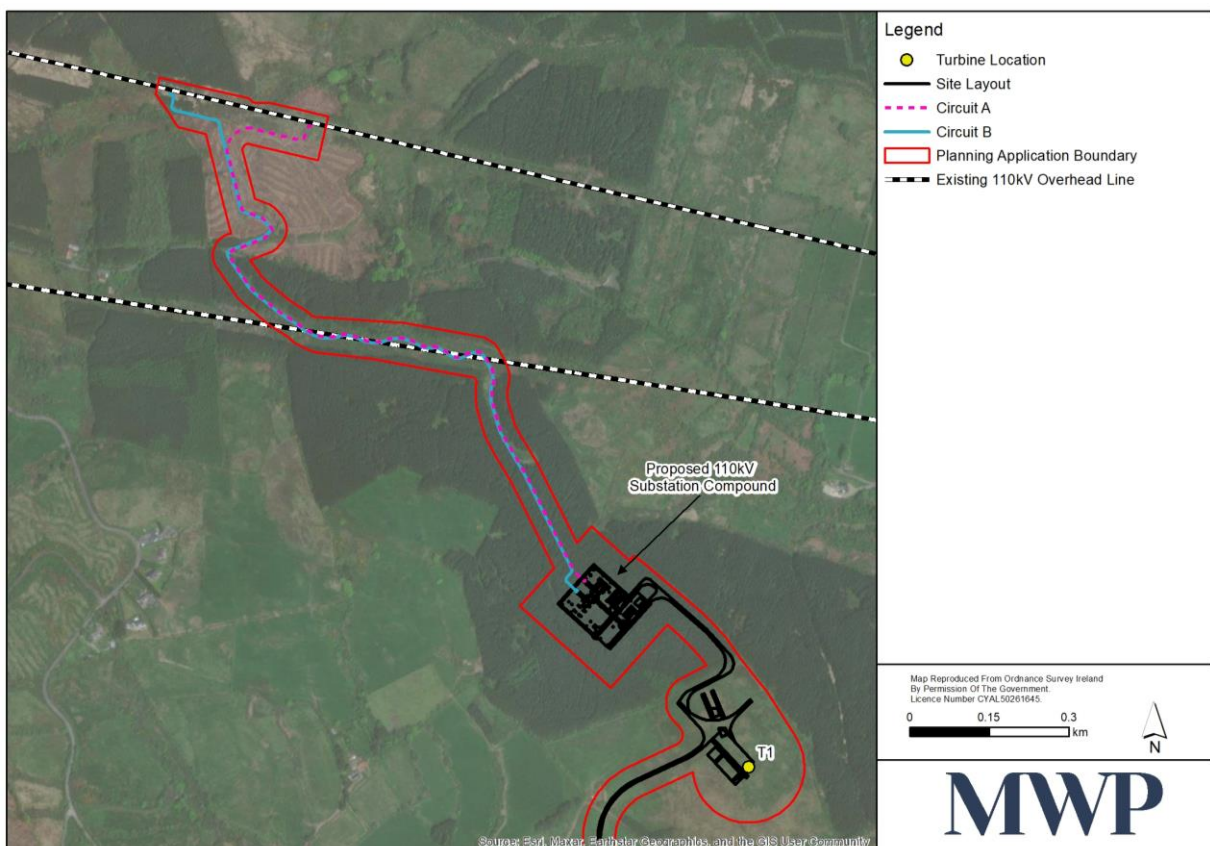 Legend
Turbine Location
Site Layout
Circuit A
Circuit B
Planning Application Boundary
Existing 110kV Overhead Line
Proposed 110kV
Substation Compound
T1
Map Reproduced From Ordnance Survey Ireland
By Permission Of The Government.
Licence Number CYAL50261645.
0 0.15 0.3
km
N
MWP
Source: Esri, Maxar, Earthstar Geographics, and the GIS User Community